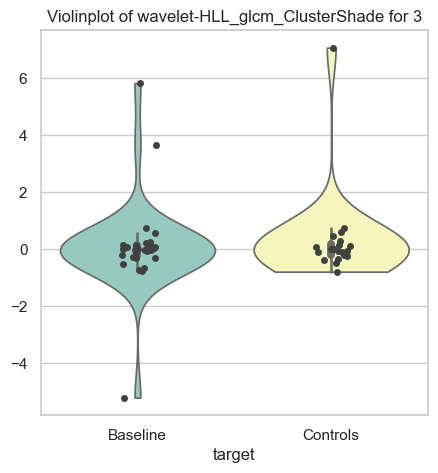 Violinplot of wavelet-HLL_glcm_ClusterShade for 3
6
4
2
0
−2
−4
Baseline
Controls
target